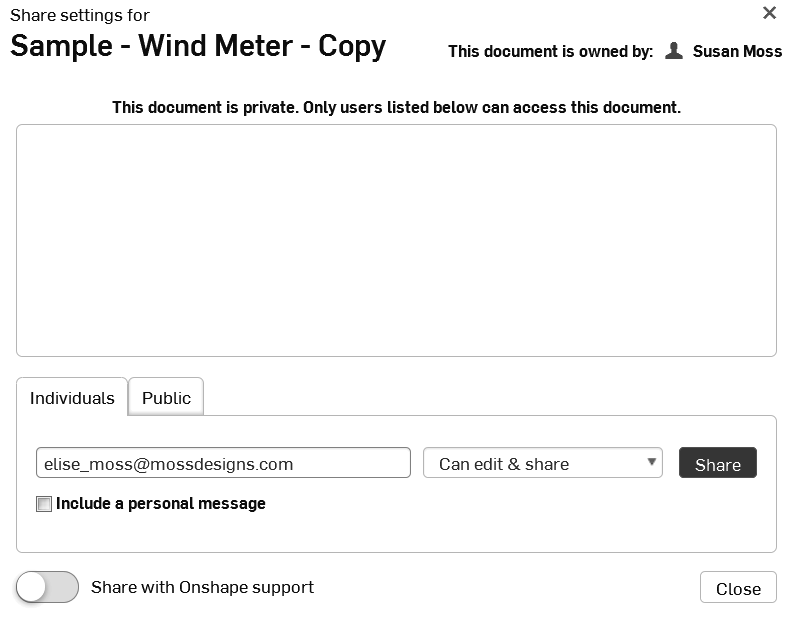 Share settings for
Sample - Wind Meter - Copy
This document is owned by: Susan Moss
This document is private. Only users listed below can access this document.
Individuals Public
elise_moss@mossdesigns.com Can edit & share Share
Include a personal message
Share with Onshape support Close